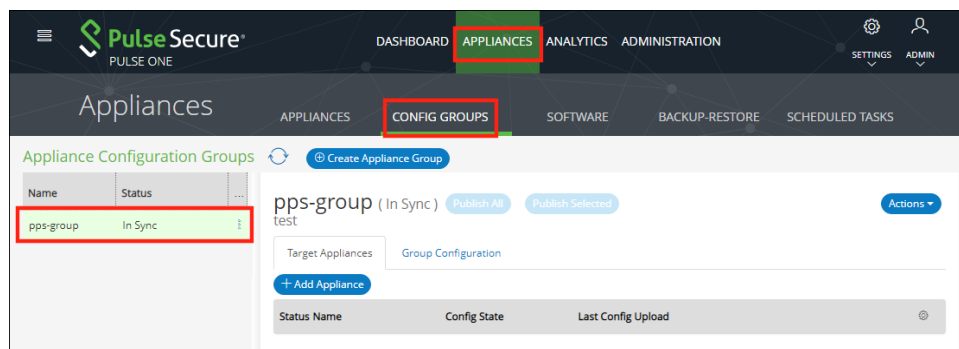 Pulse Secure®
PULSE ONE
DASHBOARD APPLIANCES ANALYTICS ADMINISTRATION
SETTINGS ADMIN
Appliances
APPLIANCES CONFIG GROUPS SOFTWARE BACKUP-RESTORE SCHEDULED TASKS
Appliance Configuration Groups
Create Appliance Group
Name Status ...
pps-group In Sync
pps-group ( In Sync ) Publish All Publish Selected
Actions
test
Target Appliances Group Configuration
+ Add Appliance
Status Name Config State Last Config Upload